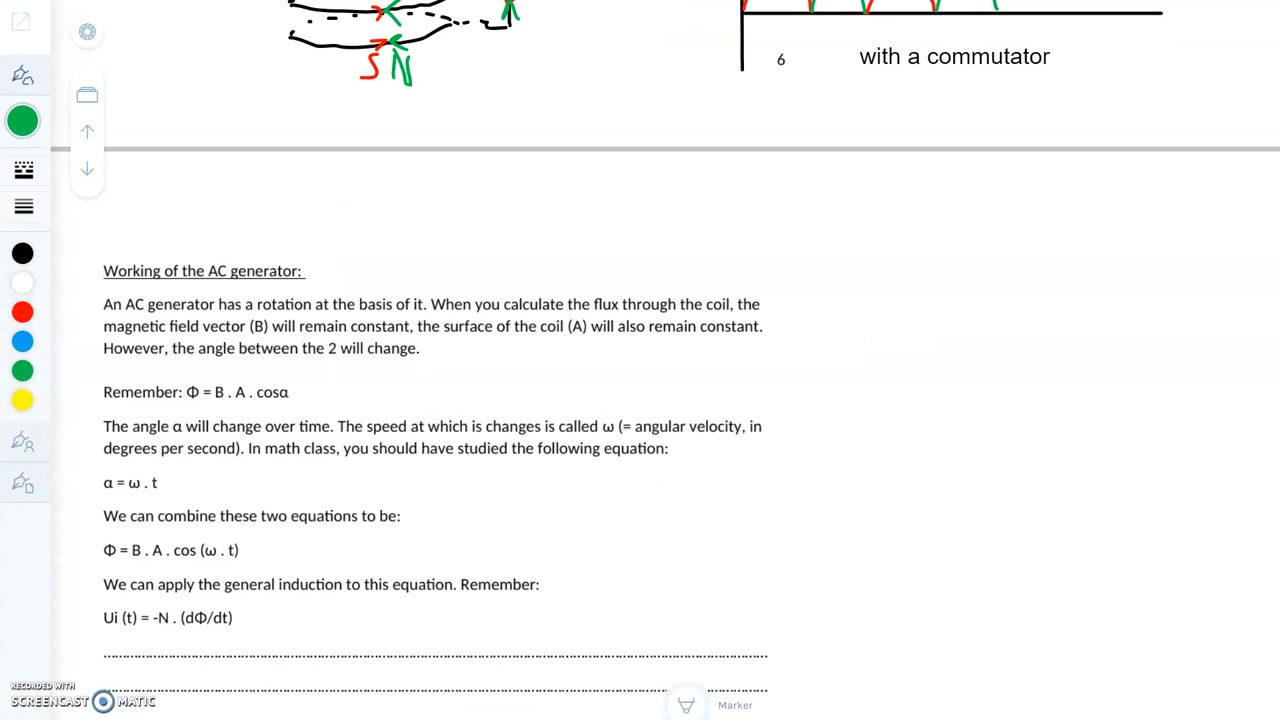 S N
6
with a commutator
Working of the AC generator:
An AC generator has a rotation at the basis of it. When you calculate the flux through the coil, the
magnetic field vector (B) will remain constant, the surface of the coil (A) will also remain constant.
However, the angle between the 2 will change.
Remember: Φ = B . A . cosα
The angle α will change over time. The speed at which is changes is called ω (= angular velocity, in
degrees per second). In math class, you should have studied the following equation:
α = ω . t
We can combine these two equations to be:
Φ = B . A . cos (ω . t)
We can apply the general induction to this equation. Remember:
Ui (t) = -N . (dΦ/dt)
RECORDED WITH
SCREENCAST MATIC
Marker